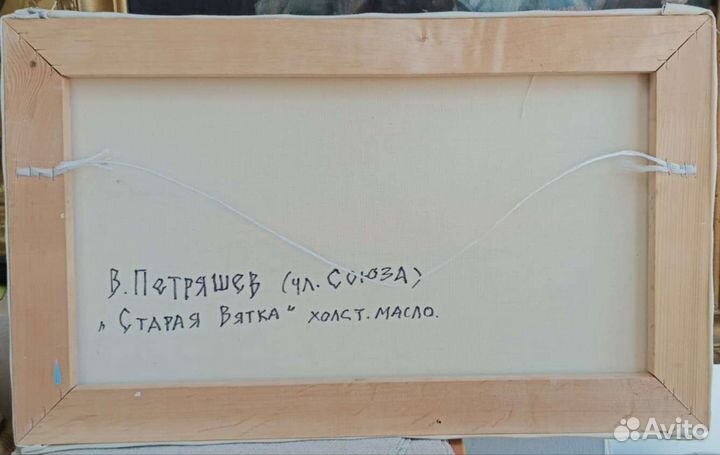 В. Петряшев (чл. Союза)
„Старая Вятка“ холст. масло.
Avito